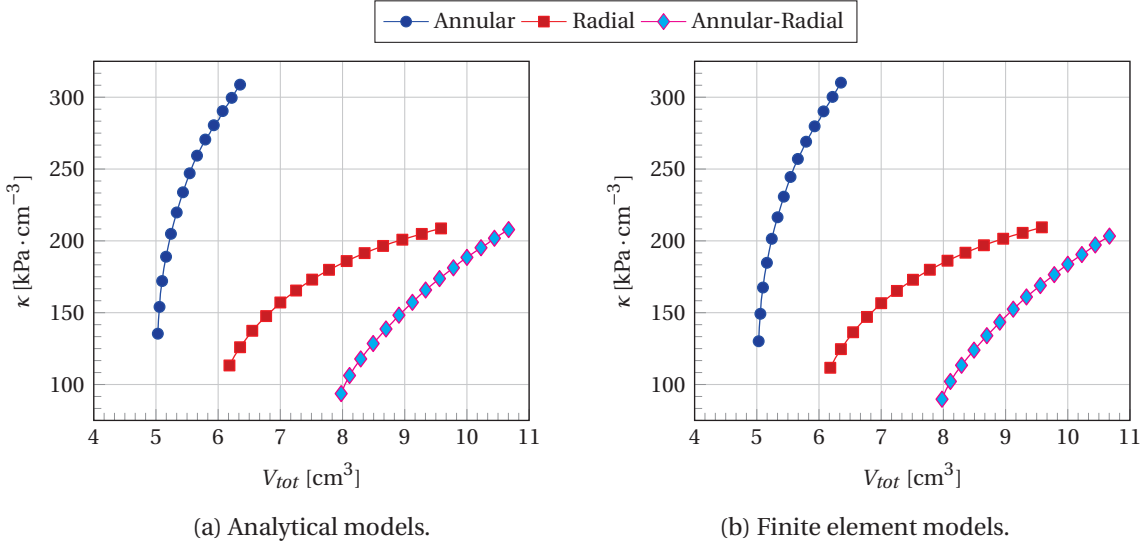 Annular Radial Annular-Radial
300
250
200
150
100
4 5 6 7 8 9 10 11
κ [kPa · cm⁻³]
V_tot [cm³]
(a) Analytical models.
300
250
200
150
100
4 5 6 7 8 9 10 11
κ [kPa · cm⁻³]
V_tot [cm³]
(b) Finite element models.